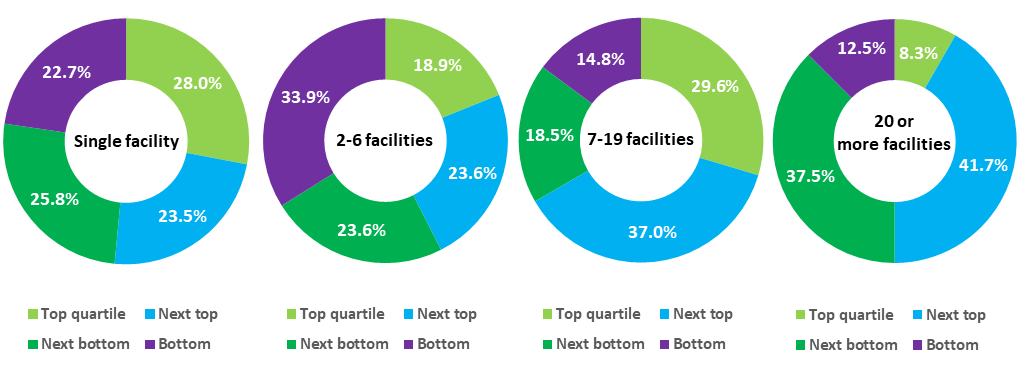 22.7%
28.0%
Single facility
25.8%
23.5%
Top quartile
Next top
Next bottom
Bottom
18.9%
33.9%
2-6 facilities
23.6%
23.6%
Top quartile
Next top
Next bottom
Bottom
14.8%
29.6%
18.5%
7-19 facilities
37.0%
Top quartile
Next top
Next bottom
Bottom
12.5%
8.3%
20 or
more facilities
37.5%
41.7%
Top quartile
Next top
Next bottom
Bottom